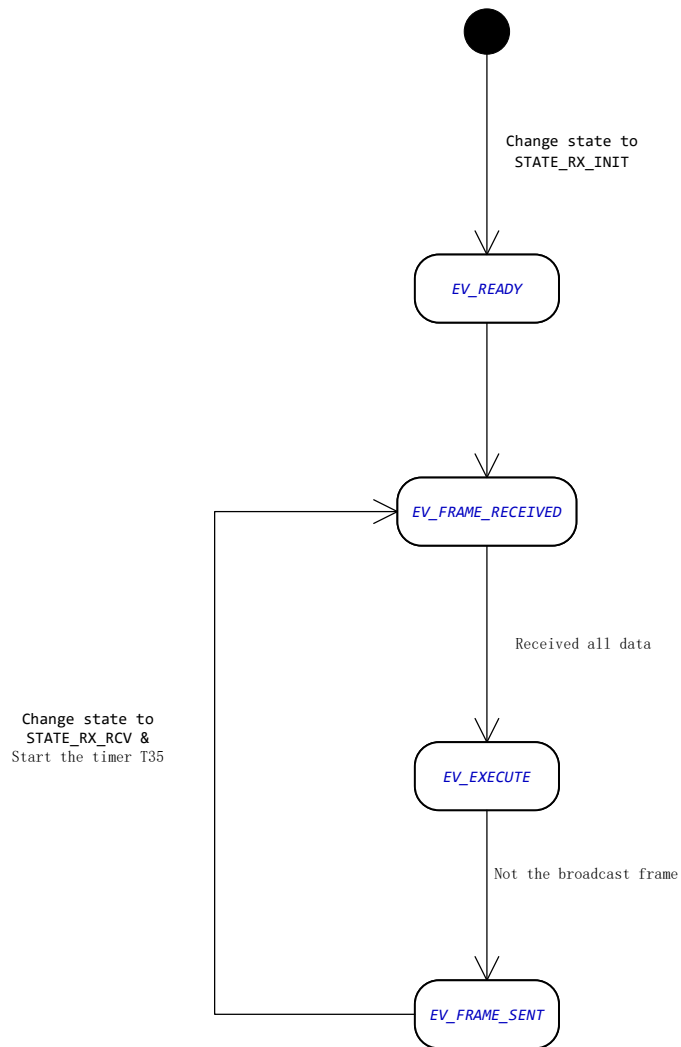 Change state to
STATE_RX_INIT
EV_READY
EV_FRAME_RECEIVED
Received all data
Change state to
STATE_RX_RCV &
Start the timer T35
EV_EXECUTE
Not the broadcast frame
EV_FRAME_SENT